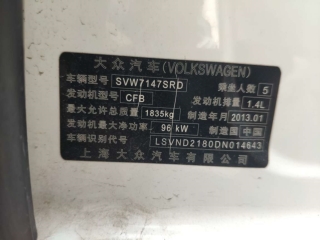 大众汽车(VOLKSWAGEN)
车辆型号 SVW7147SRD 乘坐人数 5
发动机型号 CFB 发动机排量 1.4L
最大允许总质量 1835kg 制造年月 2013.01
发动机最大净功率 96 kW 制造国 中国
车辆识别代号 LSVND2180DN014643
上海大众汽车有限公司